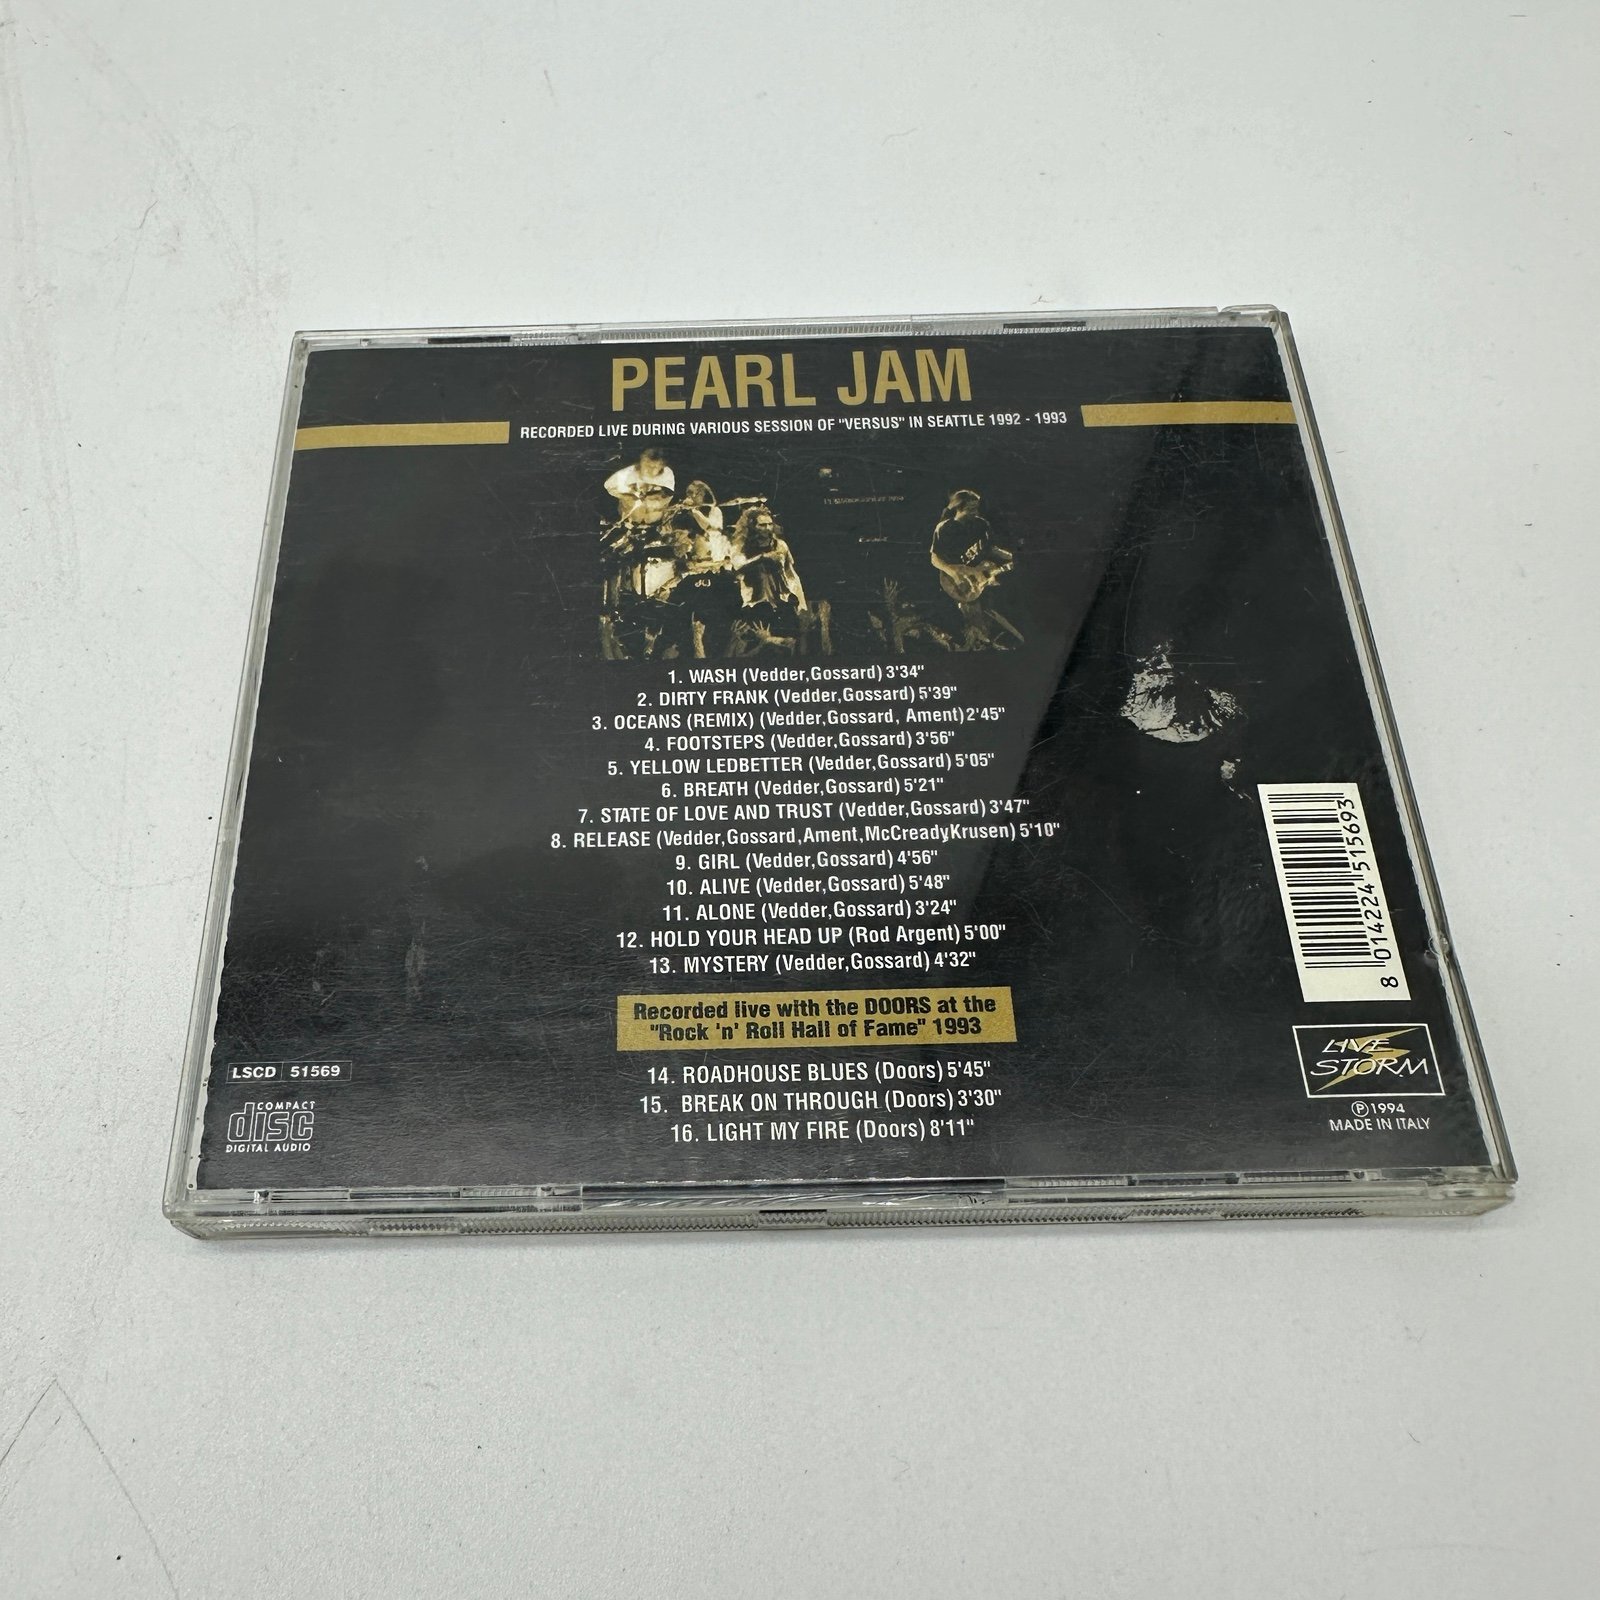 PEARL JAM
RECORDED LIVE DURING VARIOUS SESSION OF "VERSUS" IN SEATTLE 1992 - 1993
1. WASH (Vedder,Gossard) 3'34"
2. DIRTY FRANK (Vedder,Gossard) 5'39"
3. OCEANS (REMIX) (Vedder,Gossard, Ament) 2'45"
4. FOOTSTEPS (Vedder,Gossard) 3'56"
5. YELLOW LEDBETTER (Vedder,Gossard) 5'05"
6. BREATH (Vedder,Gossard) 5'21"
7. STATE OF LOVE AND TRUST (Vedder,Gossard) 3'47"
8. RELEASE (Vedder,Gossard,Ament,McCready,Krusen) 5'10"
9. GIRL (Vedder,Gossard) 4'56"
10. ALIVE (Vedder,Gossard) 5'48"
11. ALONE (Vedder,Gossard) 3'24"
12. HOLD YOUR HEAD UP (Rod Argent) 5'00"
13. MYSTERY (Vedder,Gossard) 4'32"
Recorded live with the DOORS at the
"Rock 'n' Roll Hall of Fame" 1993
14. ROADHOUSE BLUES (Doors) 5'45"
15. BREAK ON THROUGH (Doors) 3'30"
16. LIGHT MY FIRE (Doors) 8'11"
LSCD 51569
COMPACT
disc
DIGITAL AUDIO
8 014224 515693
LIVE
STORM
Ⓟ 1994
MADE IN ITALY